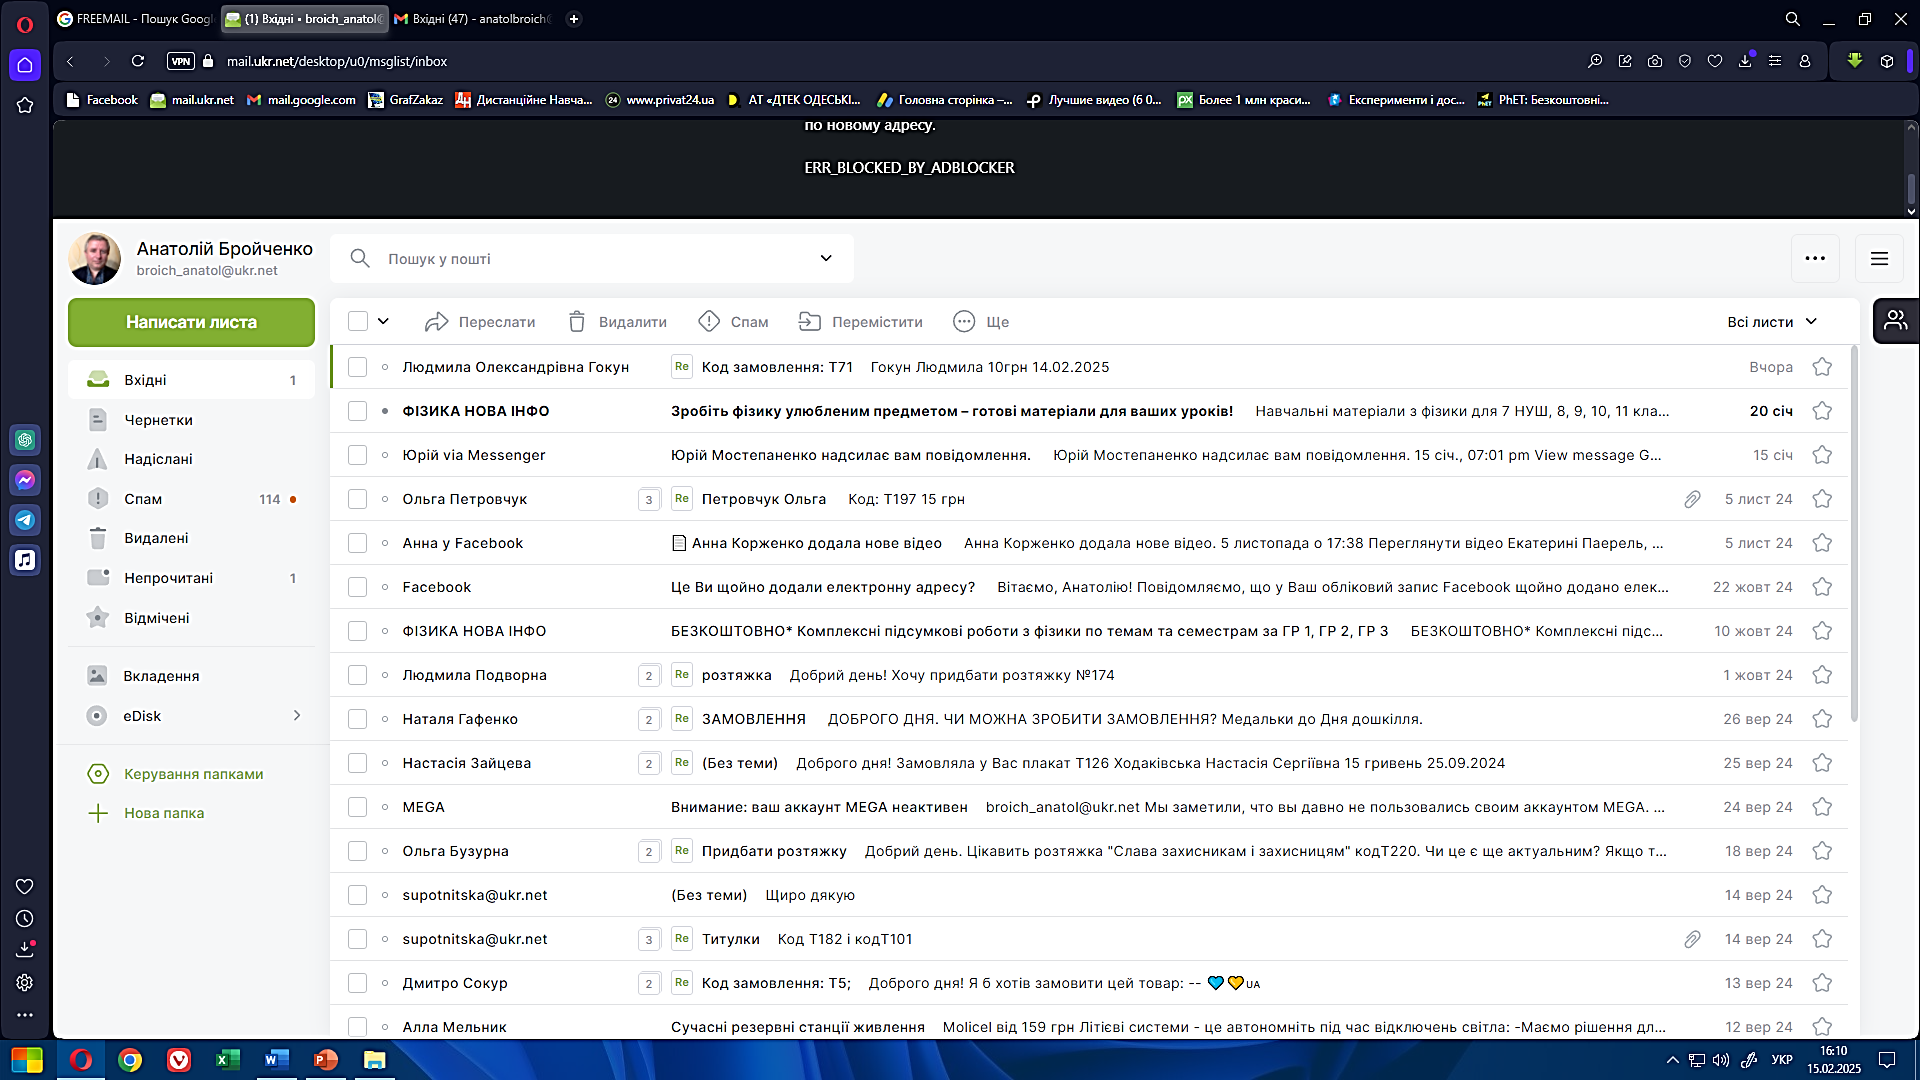 FREEMAIL - Пошук Googl
(1) Вхідні • broich_anatol@
Вхідні (47) - anatolbroich@
VPN
mail.ukr.net/desktop/u0/msglist/inbox
Facebook
mail.ukr.net
mail.google.com
GrafZakaz
Дистанційне Навча...
www.privat24.ua
АТ «ДТЕК ОДЕСЬКІ...
Головна сторінка –...
Лучшие видео (6 0...
Более 1 млн краси...
Експерименти і дос...
PhET: Безкоштовні...
по новому адресу.
ERR_BLOCKED_BY_ADBLOCKER
Анатолій Бройченко
broich_anatol@ukr.net
Пошук у пошті
Написати листа
Переслати Видалити Спам Перемістити Ще
Всі листи
Вхідні 1
Чернетки
Надіслані
Спам 114
Видалені
Непрочитані 1
Відмічені
Вкладення
eDisk
Керування папками
Нова папка
Людмила Олександрівна Гокун Re Код замовлення: Т71 Гокун Людмила 10грн 14.02.2025 Вчора
ФІЗИКА НОВА ІНФО Зробіть фізику улюбленим предметом – готові матеріали для ваших уроків! Навчальні матеріали з фізики для 7 НУШ, 8, 9, 10, 11 кла... 20 січ
Юрій via Messenger Юрій Мостепаненко надсилає вам повідомлення. Юрій Мостепаненко надсилає вам повідомлення. 15 січ., 07:01 pm View message G... 15 січ
Ольга Петровчук 3 Re Петровчук Ольга Код: Т197 15 грн 5 лист 24
Анна у Facebook Анна Корженко додала нове відео Анна Корженко додала нове відео. 5 листопада о 17:38 Переглянути відео Екатерині Паерель, ... 5 лист 24
Facebook Це Ви щойно додали електронну адресу? Вітаємо, Анатолію! Повідомляємо, що у Ваш обліковий запис Facebook щойно додано елек... 22 жовт 24
ФІЗИКА НОВА ІНФО БЕЗКОШТОВНО* Комплексні підсумкові роботи з фізики по темам та семестрам за ГР 1, ГР 2, ГР 3 БЕЗКОШТОВНО* Комплексні підс... 10 жовт 24
Людмила Подворна 2 Re розтяжка Добрий день! Хочу придбати розтяжку №174 1 жовт 24
Наталя Гафенко 2 Re ЗАМОВЛЕННЯ ДОБРОГО ДНЯ. ЧИ МОЖНА ЗРОБИТИ ЗАМОВЛЕННЯ? Медальки до Дня дошкілля. 26 вер 24
Настасія Зайцева 2 Re (Без теми) Доброго дня! Замовляла у Вас плакат Т126 Ходаківська Настасія Сергіївна 15 гривень 25.09.2024 25 вер 24
MEGA Внимание: ваш аккаунт MEGA неактивен broich_anatol@ukr.net Мы заметили, что вы давно не пользовались своим аккаунтом MEGA. ... 24 вер 24
Ольга Бузурна 2 Re Придбати розтяжку Добрий день. Цікавить розтяжка "Слава захисникам і захисницям" кодТ220. Чи це є ще актуальним? Якщо т... 18 вер 24
supotnitska@ukr.net (Без теми) Щиро дякую 14 вер 24
supotnitska@ukr.net 3 Re Титулки Код Т182 і кодТ101 14 вер 24
Дмитро Сокур 2 Re Код замовлення: Т5; Доброго дня! Я б хотів замовити цей товар: -- 💙💛UA 13 вер 24
Алла Мельник Сучасні резервні станції живлення Molicel від 159 грн Літієві системи - це автономніть під час відключень світла: -Маємо рішення дл... 12 вер 24
УКР
16:10
15.02.2025